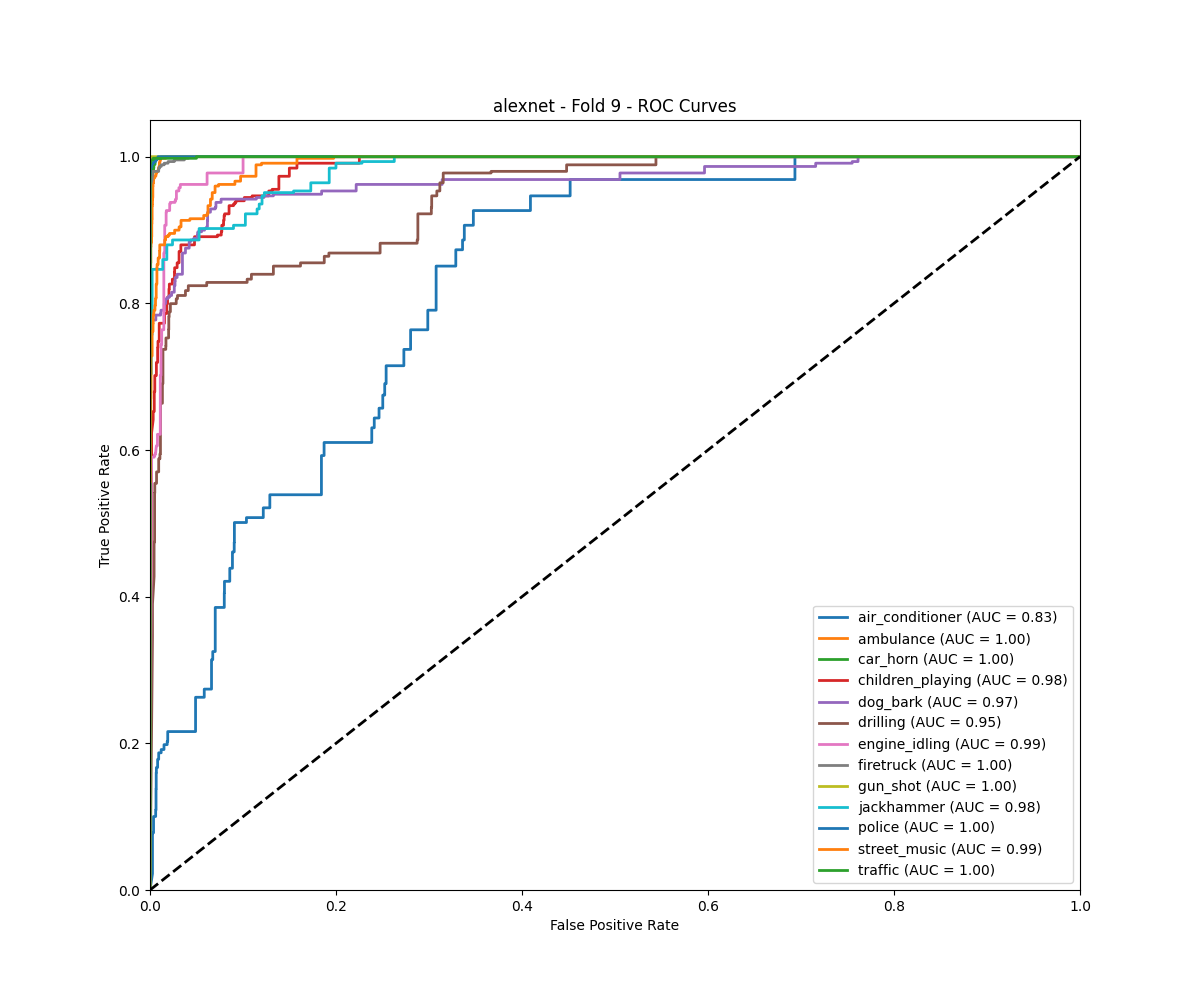 alexnet - Fold 9 - ROC Curves
1.0
0.8
0.6
0.4
0.2
0.0
True Positive Rate
0.0 0.2 0.4 0.6 0.8 1.0
False Positive Rate
air_conditioner (AUC = 0.83)
ambulance (AUC = 1.00)
car_horn (AUC = 1.00)
children_playing (AUC = 0.98)
dog_bark (AUC = 0.97)
drilling (AUC = 0.95)
engine_idling (AUC = 0.99)
firetruck (AUC = 1.00)
gun_shot (AUC = 1.00)
jackhammer (AUC = 0.98)
police (AUC = 1.00)
street_music (AUC = 0.99)
traffic (AUC = 1.00)